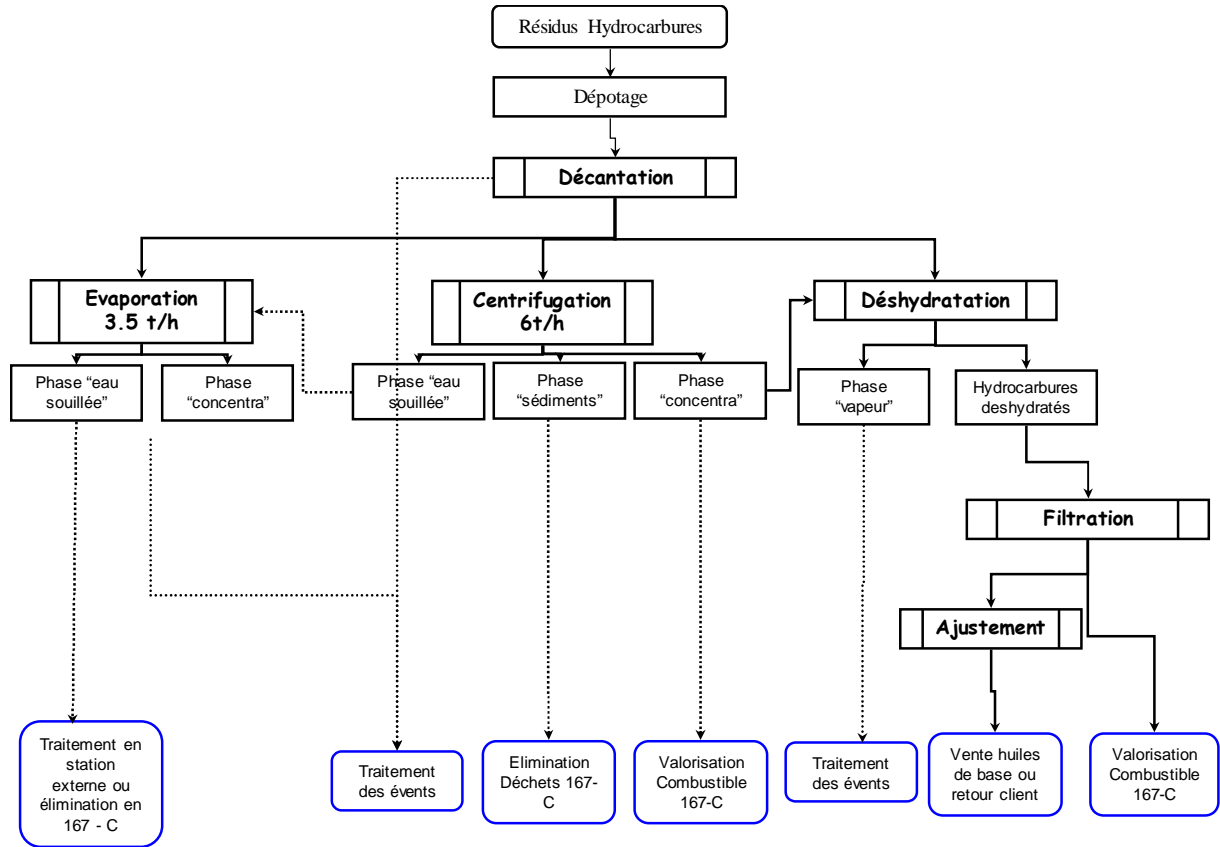 Résidus Hydrocarbures
Dépotage
Décantation
Evaporation
3.5 t/h
Centrifugation
6t/h
Déshydratation
Phase “eau
souillée”
Phase
“concentra”
Phase “eau
souillée”
Phase
“sédiments”
Phase
“concentra”
Phase
“vapeur”
Hydrocarbures
deshydratés
Filtration
Ajustement
Traitement en
station
externe ou
élimination en
167 - C
Traitement
des évents
Elimination
Déchets 167-
C
Valorisation
Combustible
167-C
Traitement
des évents
Vente huiles
de base ou
retour client
Valorisation
Combustible
167-C